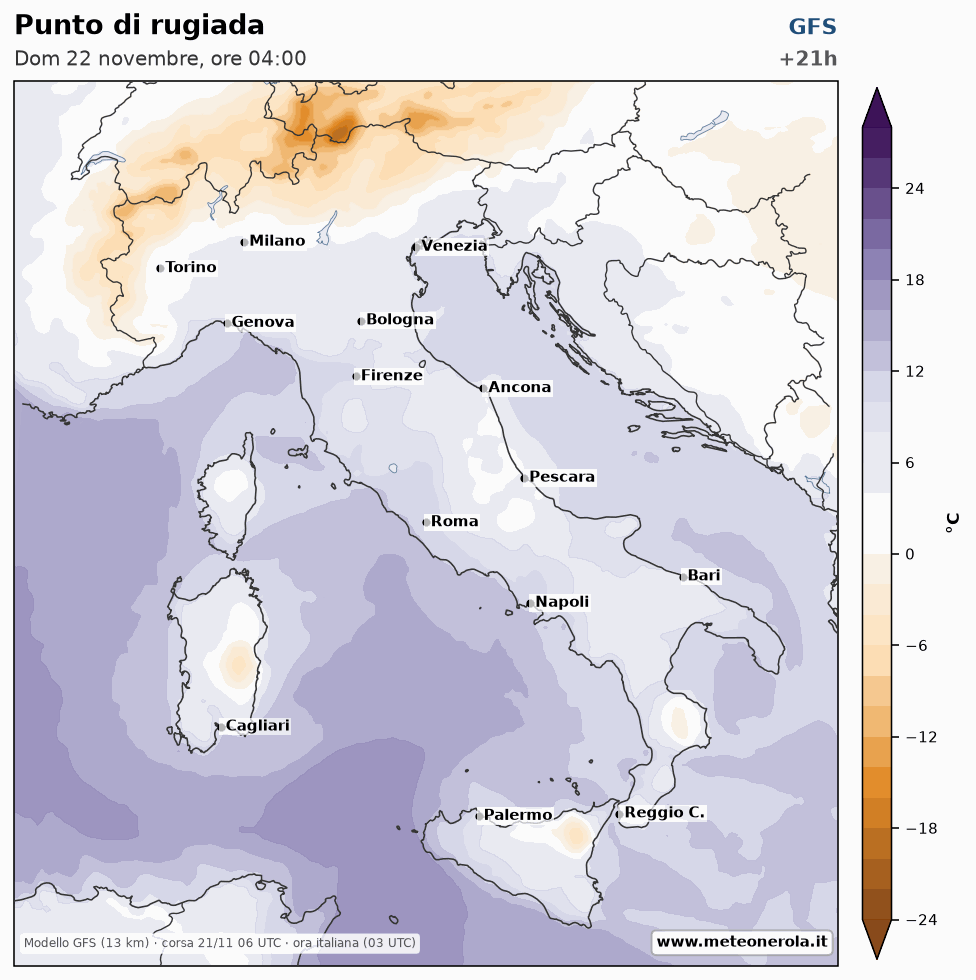 Punto di rugiada
GFS
Dom 22 novembre, ore 04:00
+21h
Milano
Venezia
Torino
Genova
Bologna
Firenze
Ancona
Pescara
Roma
Bari
Napoli
Cagliari
Palermo
Reggio C.
24
18
12
6
0
−6
−12
−18
−24
°C
Modello GFS (13 km) · corsa 21/11 06 UTC · ora italiana (03 UTC)
www.meteonerola.it